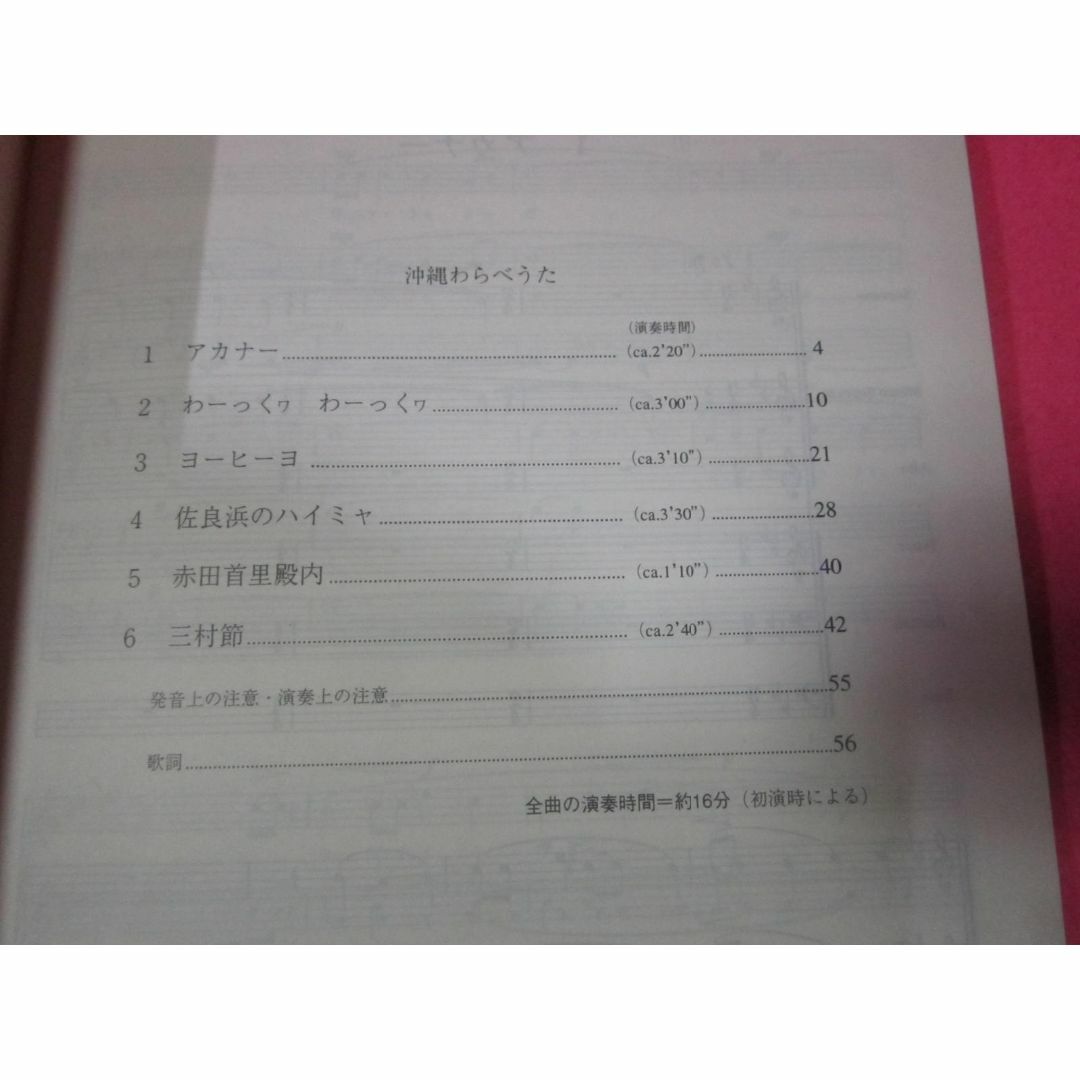 沖縄わらべうた
(演奏時間)
1 アカナー........(ca.2'20")........4
2 わーっくヮ わーっくヮ........(ca.3'00")........10
3 ヨーヒーヨ........(ca.3'10")........21
4 佐良浜のハイミャ........(ca.3'30")........28
5 赤田首里殿内........(ca.1'10")........40
6 三村節........(ca.2'40")........42
発音上の注意・演奏上の注意........55
歌詞........56
全曲の演奏時間=約16分(初演時による)